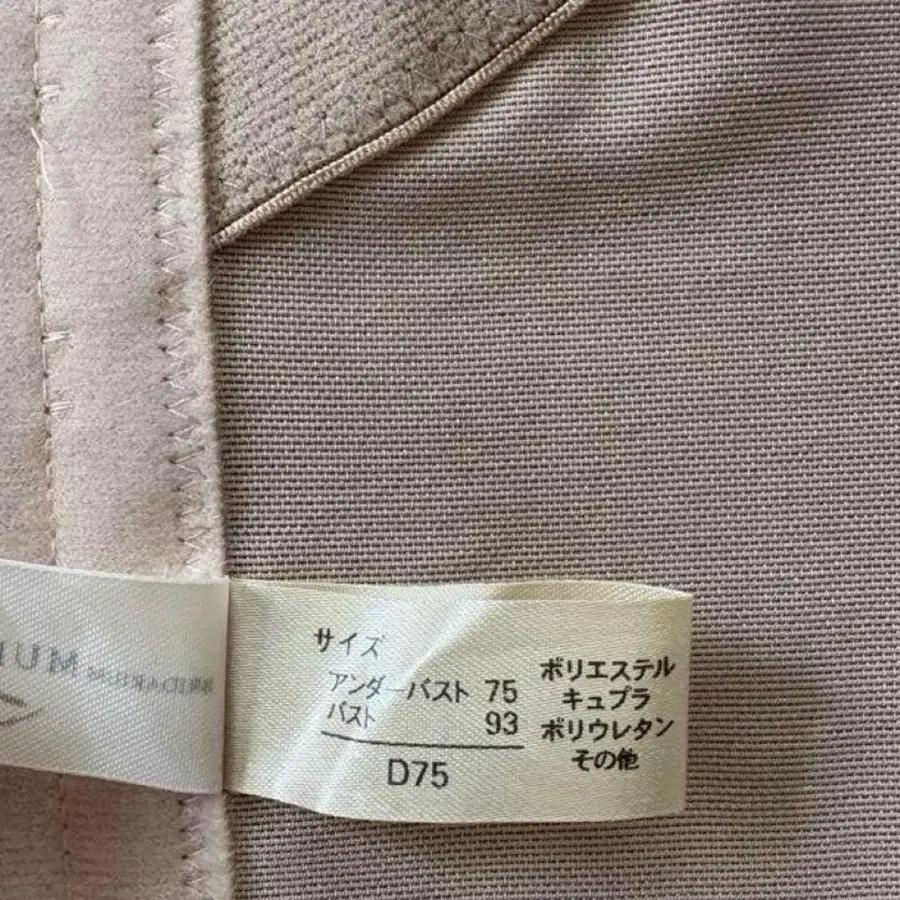 サイズ
アンダーバスト 75
バスト 93
D75
ポリエステル
キュプラ
ポリウレタン
その他